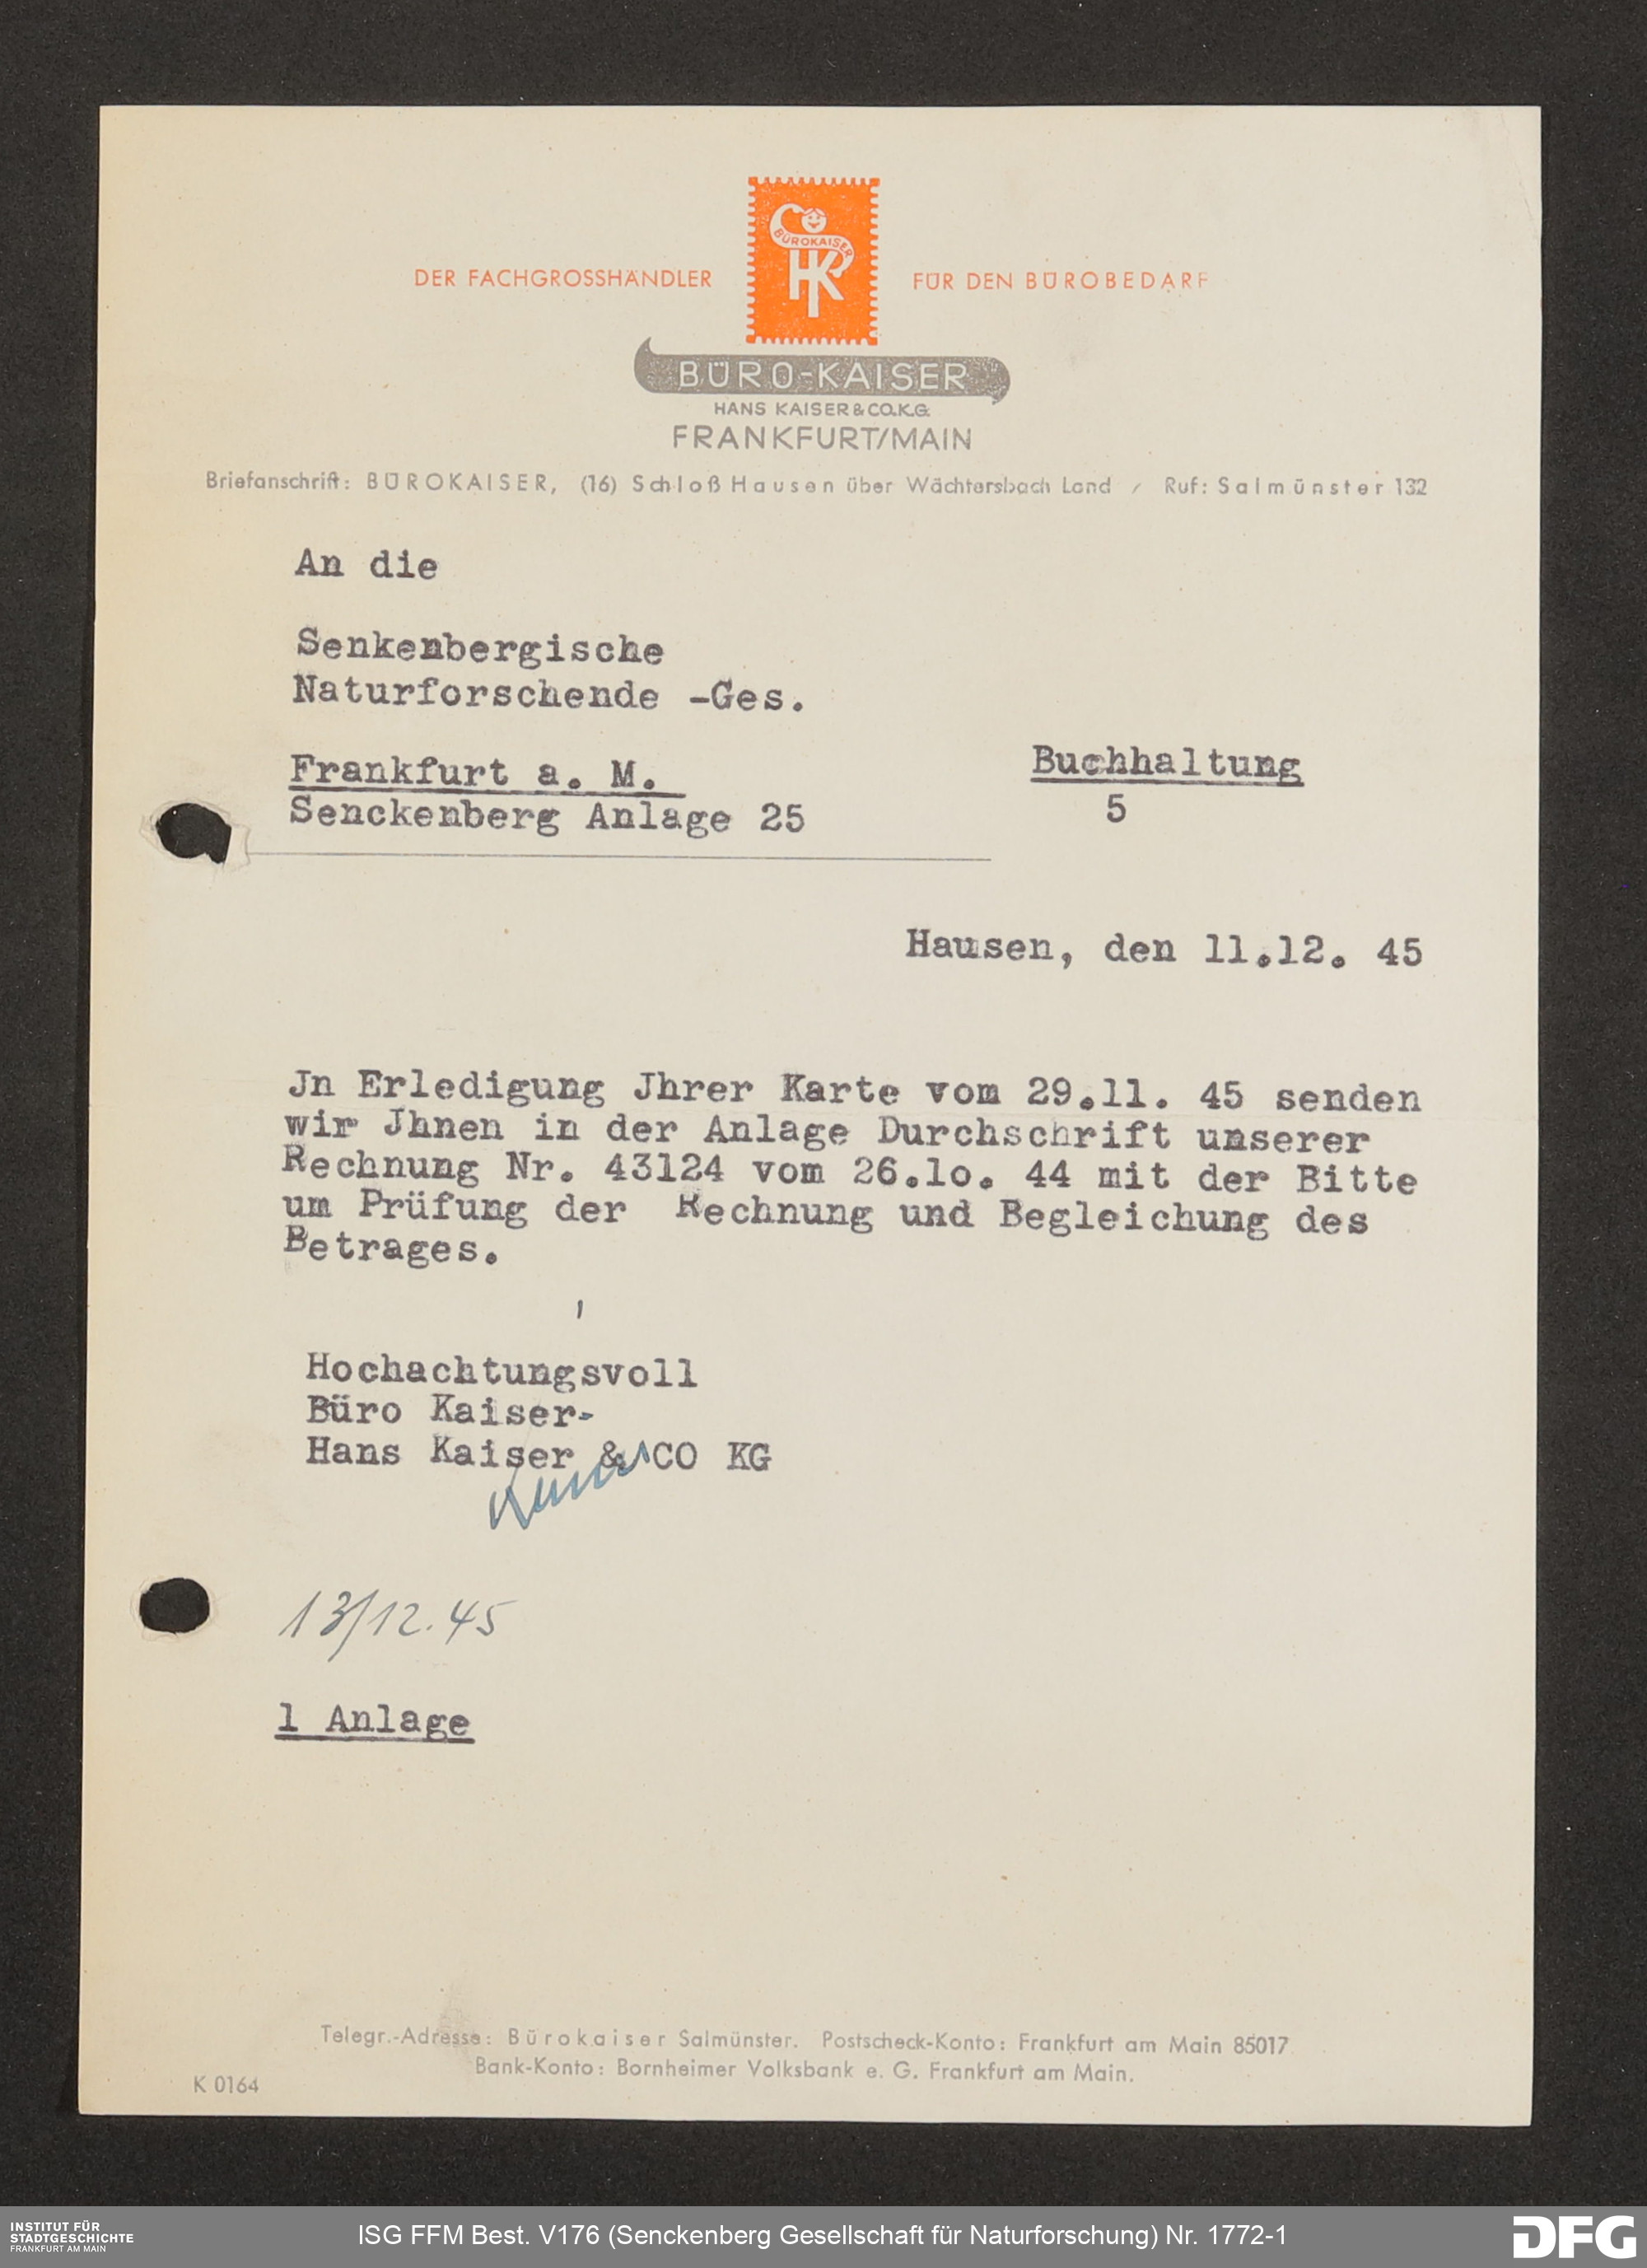 DER FACHGROSSHÄNDLER
BÜROKAISER
HK
FÜR DEN BÜROBEDARF
BÜRO-KAISER
HANS KAISER & CO. K.G.
FRANKFURT/MAIN
Briefanschrift: BÜROKAISER, (16) Schloß Hausen über Wächtersbach Land / Ruf: Salmünster 132
An die
Senkenbergische
Naturforschende -Ges.
Frankfurt a. M.
Senckenberg Anlage 25
Buchhaltung
5
Hausen, den 11.12. 45
Jn Erledigung Jhrer Karte vom 29.11. 45 senden
wir Jhnen in der Anlage Durchschrift unserer
Rechnung Nr. 43124 vom 26.lo. 44 mit der Bitte
um Prüfung der Rechnung und Begleichung des
Betrages.
Hochachtungsvoll
Büro Kaiser-
Hans Kaiser & CO KG
13/12.45
1 Anlage
Telegr.-Adresse: Bürokaiser Salmünster. Postscheck-Konto: Frankfurt am Main 85017
Bank-Konto: Bornheimer Volksbank e. G. Frankfurt am Main.
K 0164
INSTITUT FÜR
STADTGESCHICHTE
FRANKFURT AM MAIN
ISG FFM Best. V176 (Senckenberg Gesellschaft für Naturforschung) Nr. 1772-1
DFG